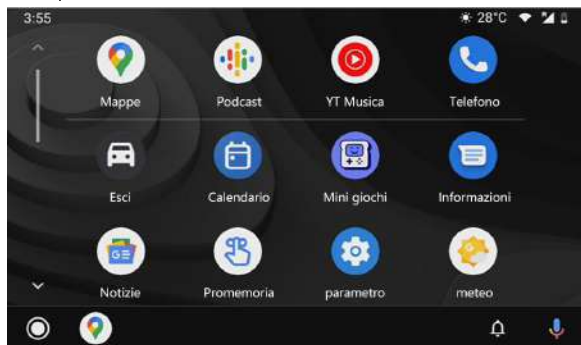 3:55 28°C
Mappe Podcast YT Musica Telefono
Esci Calendario Mini giochi Informazioni
Notizie Promemoria parametro meteo